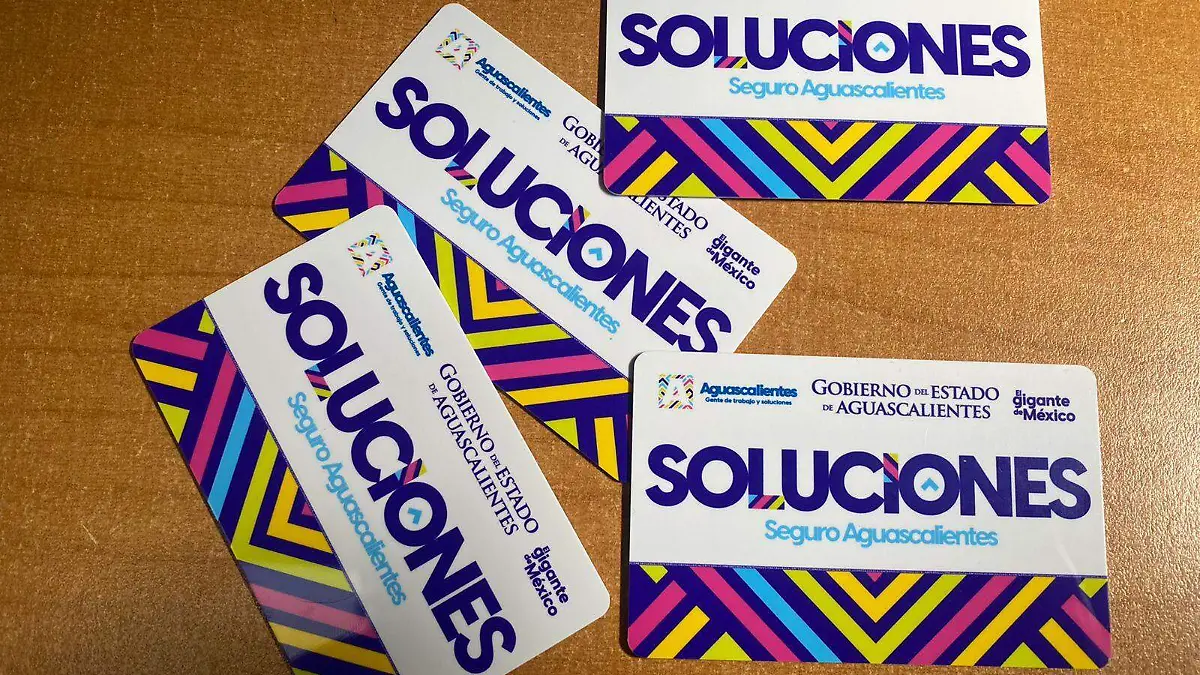 SOLUCIONES
Seguro Aguascalientes
Aguascalientes
Gente de trabajo y soluciones
GOBIERNO
DE AGUAS
ESTADO
CALIENTES
El
gigante
de México
SOLUCIONES
Seguro Aguascalientes
Aguascalientes
Gente de trabajo y soluciones
GOBIERNO DEL ESTADO
DE AGUASCALIENTES
El
gigante
de México
SOLUCIONES
Seguro Aguascalientes
Aguascalientes
Gente de trabajo y soluciones
GOBIERNO DEL ESTADO
DE AGUASCALIENTES
El
gigante
de México
SOLUCIONES
Seguro Aguascalientes